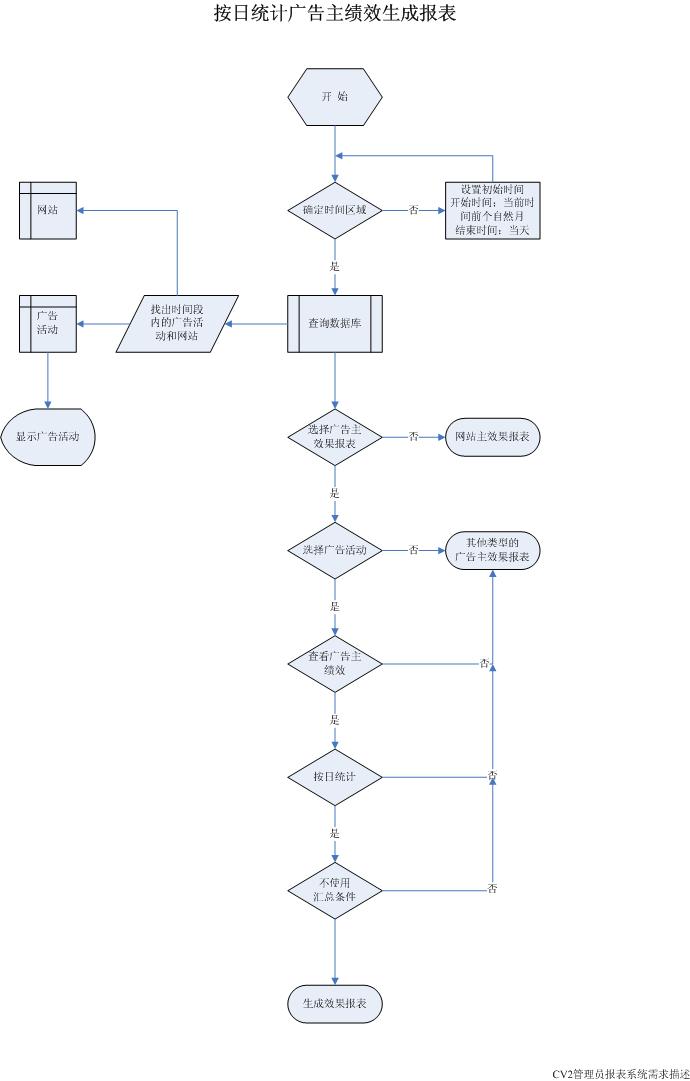 按日统计广告主绩效生成报表
开 始
确定时间区域
否
设置初始时间
开始时间：当前时
间前个自然月
结束时间：当天
网站
是
广告
活动
找出时间段
内的广告活
动和网站
查询数据库
显示广告活动
选择广告主
效果报表
否
网站主效果报表
是
选择广告活动
否
其他类型的
广告主效果报表
是
查看广告主
绩效
否
是
按日统计
否
是
不使用
汇总条件
否
生成效果报表
CV2管理员报表系统需求描述